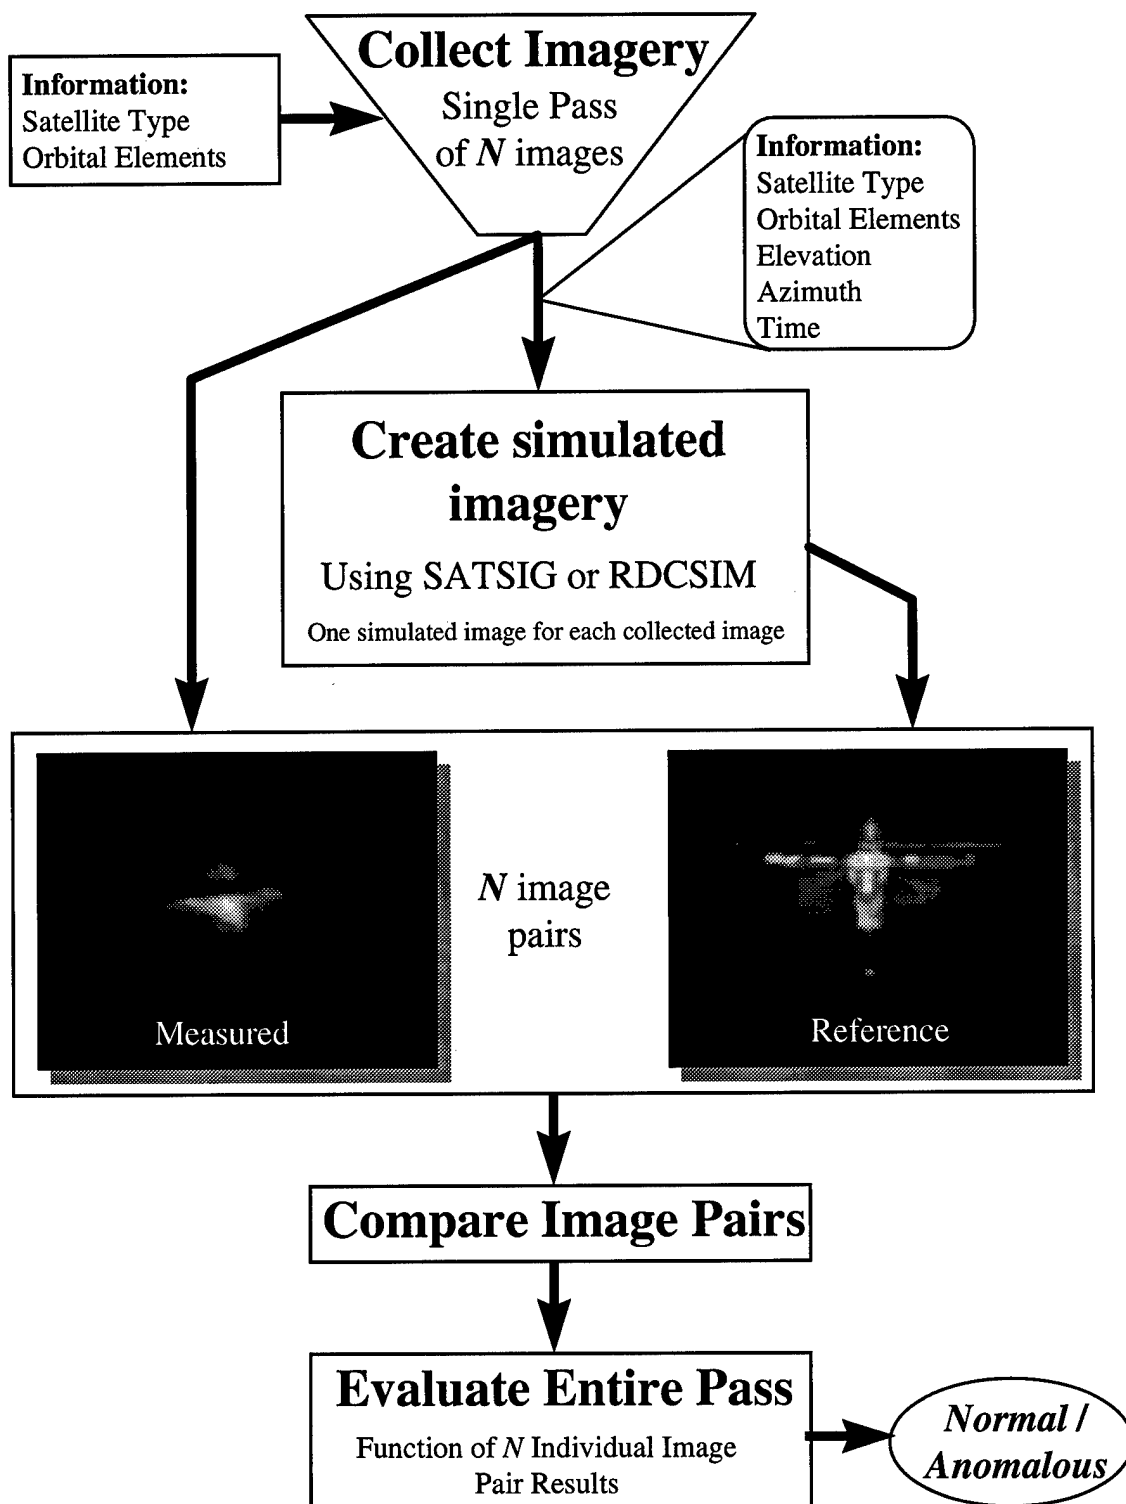 Collect Imagery
Single Pass
of N images
Information:
Satellite Type
Orbital Elements
Information:
Satellite Type
Orbital Elements
Elevation
Azimuth
Time
Create simulated
imagery
Using SATSIG or RDCSIM
One simulated image for each collected image
Measured
N image
pairs
Reference
Compare Image Pairs
Evaluate Entire Pass
Function of N Individual Image
Pair Results
Normal /
Anomalous